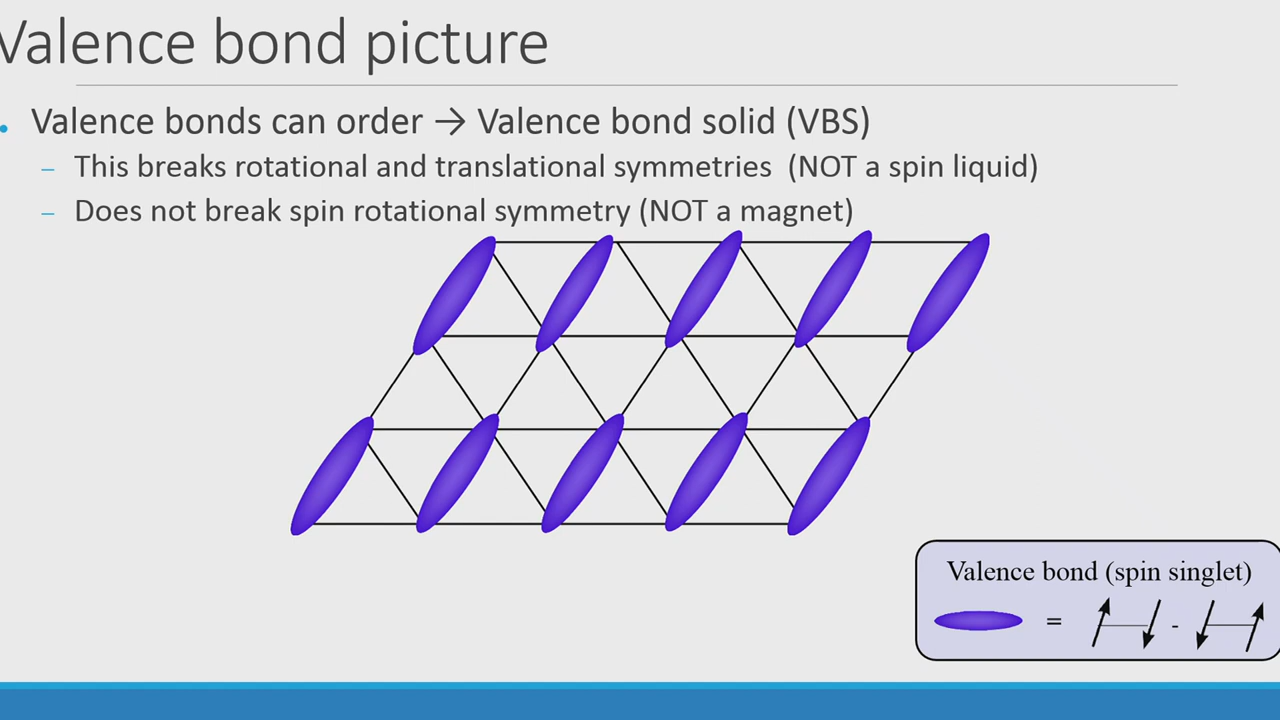 Valence bond picture
Valence bonds can order → Valence bond solid (VBS)
– This breaks rotational and translational symmetries (NOT a spin liquid)
– Does not break spin rotational symmetry (NOT a magnet)
Valence bond (spin singlet)
= -